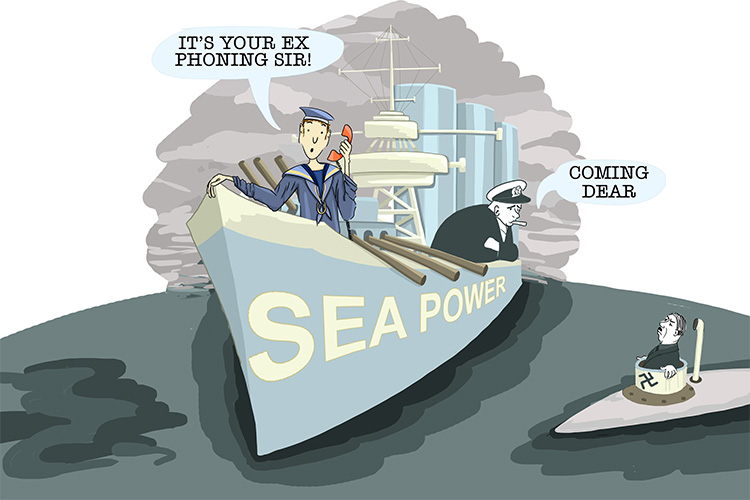 IT'S YOUR EX
PHONING SIR!
COMING
DEAR
SEA POWER